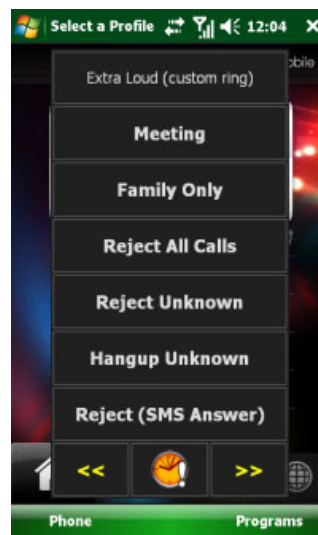 Select a Profile 12:04
Extra Loud (custom ring)
Meeting
Family Only
Reject All Calls
Reject Unknown
Hangup Unknown
Reject (SMS Answer)
<< >>
Phone Programs